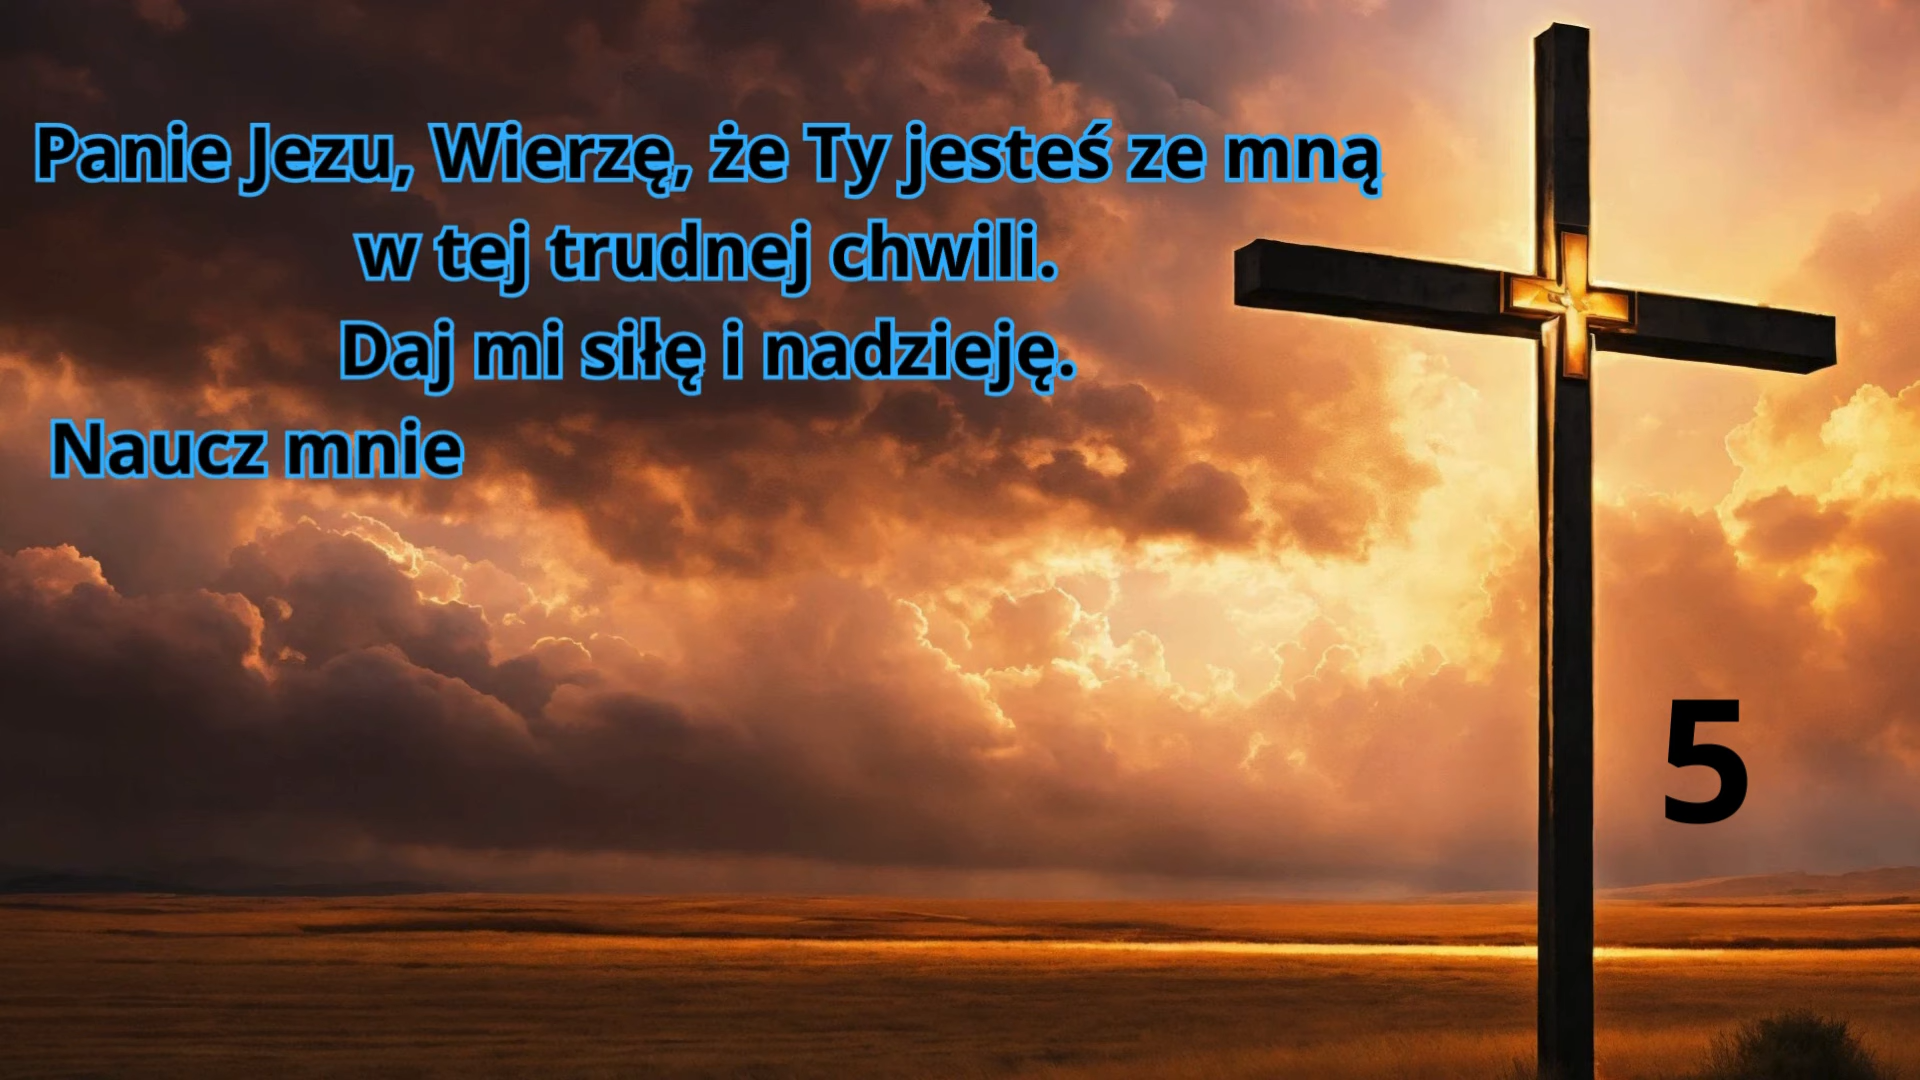 Panie Jezu, Wierzę, że Ty jesteś ze mną
w tej trudnej chwili.
Daj mi siłę i nadzieję.
Naucz mnie
5